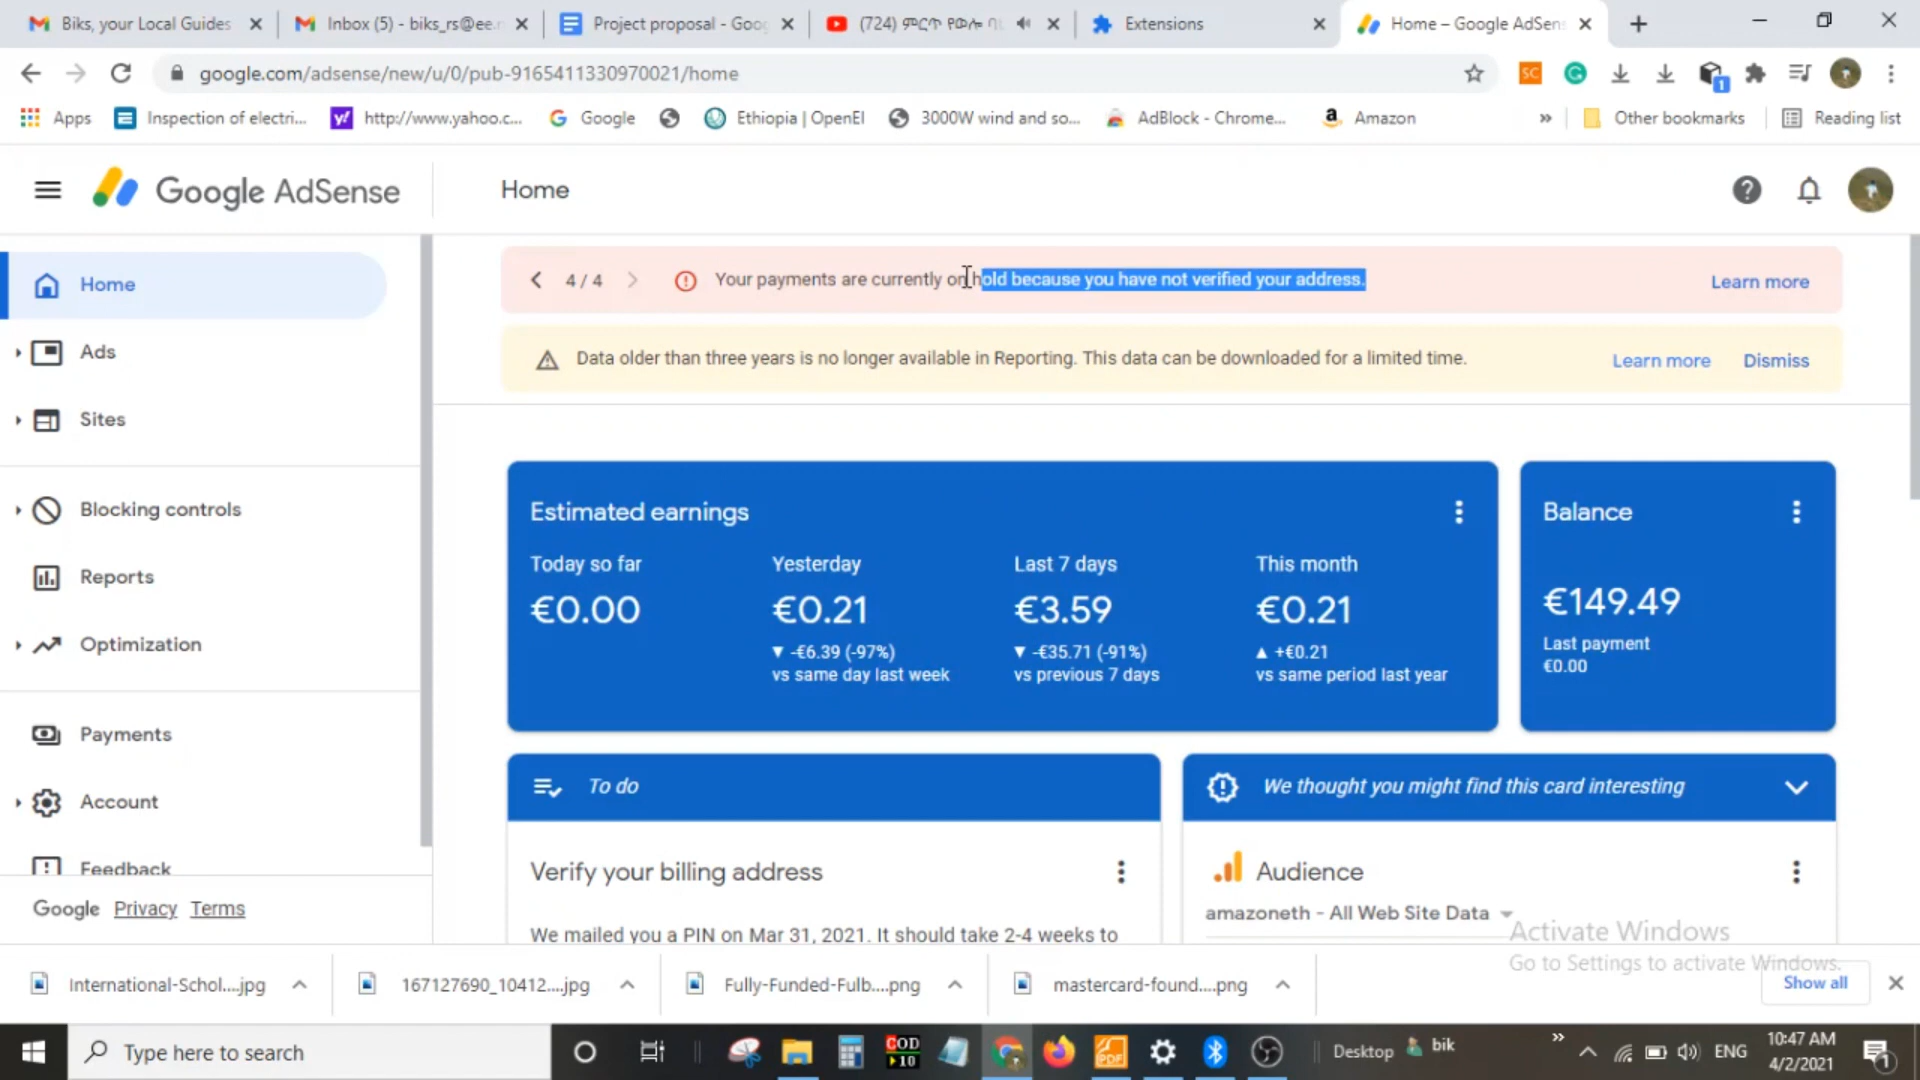 Biks, your Local Guides
Inbox (5) - biks_rs@ee.
Project proposal - Goog
(724) ምርጥ የወሎ
Extensions
Home – Google AdSens
google.com/adsense/new/u/0/pub-9165411330970021/home
SC
1
Apps
Inspection of electri...
http://www.yahoo.c...
Google
Ethiopia | OpenEI
3000W wind and so...
AdBlock - Chrome...
Amazon
Other bookmarks
Reading list
Google AdSense
Home
Home
Ads
Sites
Blocking controls
Reports
Optimization
Payments
Account
Feedback
Google Privacy Terms
4 / 4
Your payments are currently on hold because you have not verified your address.
Learn more
Data older than three years is no longer available in Reporting. This data can be downloaded for a limited time.
Learn more
Dismiss
Estimated earnings
Today so far
€0.00
Yesterday
€0.21
▼ -€6.39 (-97%)
vs same day last week
Last 7 days
€3.59
▼ -€35.71 (-91%)
vs previous 7 days
This month
€0.21
▲ +€0.21
vs same period last year
Balance
€149.49
Last payment
€0.00
To do
Verify your billing address
We mailed you a PIN on Mar 31, 2021. It should take 2-4 weeks to
We thought you might find this card interesting
Audience
amazoneth - All Web Site Data
Activate Windows
Go to Settings to activate Windows.
International-Schol....jpg
167127690_10412....jpg
Fully-Funded-Fulb....png
mastercard-found....png
Show all
Type here to search
COD
10
PDF
Desktop
bik
ENG
10:47 AM
4/2/2021
1